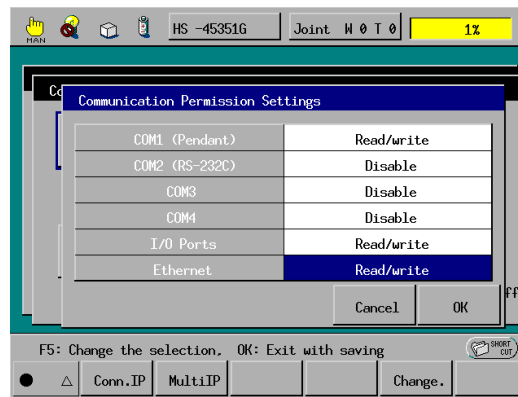 MAN
HS -45351G
Joint W 0 T 0
1%
Co
Communication Permission Settings
COM1 (Pendant) Read/write
COM2 (RS-232C) Disable
COM3 Disable
COM4 Disable
I/O Ports Read/write
Ethernet Read/write
Cancel OK
ff
F5: Change the selection, OK: Exit with saving
SHORT CUT
Conn.IP MultiIP Change.